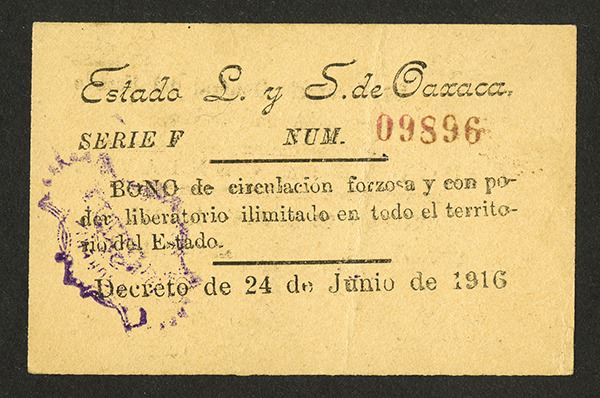 Estado L. y S. de Oaxaca.
SERIE F NUM. 09896
BONO de circulación forzosa y con po-
der liberatorio ilimitado en todo el territo-
rio del Estado.
Decreto de 24 de Junio de 1916